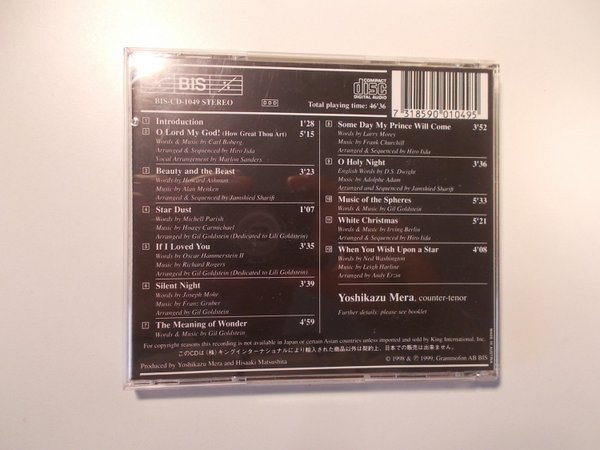 BIS
BIS-CD-1049 STEREO
DDD
COMPACT
disc
DIGITAL AUDIO
Total playing time: 46'36
7 318590 010495
1 Introduction 1'28
2 O Lord My God! (How Great Thou Art) 5'15
Words & Music by Carl Boberg
Arranged & Sequenced by Hiro Iida
Vocal Arrangement by Marlon Sanders
3 Beauty and the Beast 3'23
Words by Howard Ashman
Music by Alan Menken
Arranged & Sequenced by Jamshied Sharifi
4 Star Dust 1'07
Words by Michell Parish
Music by Hoagy Carmichael
Arranged by Gil Goldstein (Dedicated to Lili Goldstein)
5 If I Loved You 3'35
Words by Oscar Hammerstein II
Music by Richard Rogers
Arranged by Gil Goldstein (Dedicated to Lili Goldstein)
6 Silent Night 3'39
Words by Joseph Mohr
Music by Franz Gruber
Arranged by Gil Goldstein
7 The Meaning of Wonder 4'59
Words & Music by Gil Goldstein
8 Some Day My Prince Will Come 3'52
Words by Larry Morey
Music by Frank Churchill
Arranged & Sequenced by Hiro Iida
9 O Holy Night 3'36
English Words by D.S. Dwight
Music by Adolphe Adam
Arranged and Sequenced by Jamshied Sharifi
10 Music of the Spheres 5'33
Words & Music by Gil Goldstein
11 White Christmas 5'21
Words & Music by Irving Berlin
Arranged & Sequenced by Hiro Iida
12 When You Wish Upon a Star 4'08
Words by Ned Washington
Music by Leigh Harline
Arranged by Andy Erzin
Yoshikazu Mera, counter-tenor
Further details: please see booklet
For copyright reasons this recording is not available in Japan or certain Asian countries unless imported and sold by King International, Inc.
このCDは(株)キングインターナショナルにより輸入された商品以外は契約上、日本での販売は出来ません。
Produced by Yoshikazu Mera and Hisaaki Matsushita
© 1998 & ℗ 1999, Grammofon AB BIS
MADE IN AUSTRIA